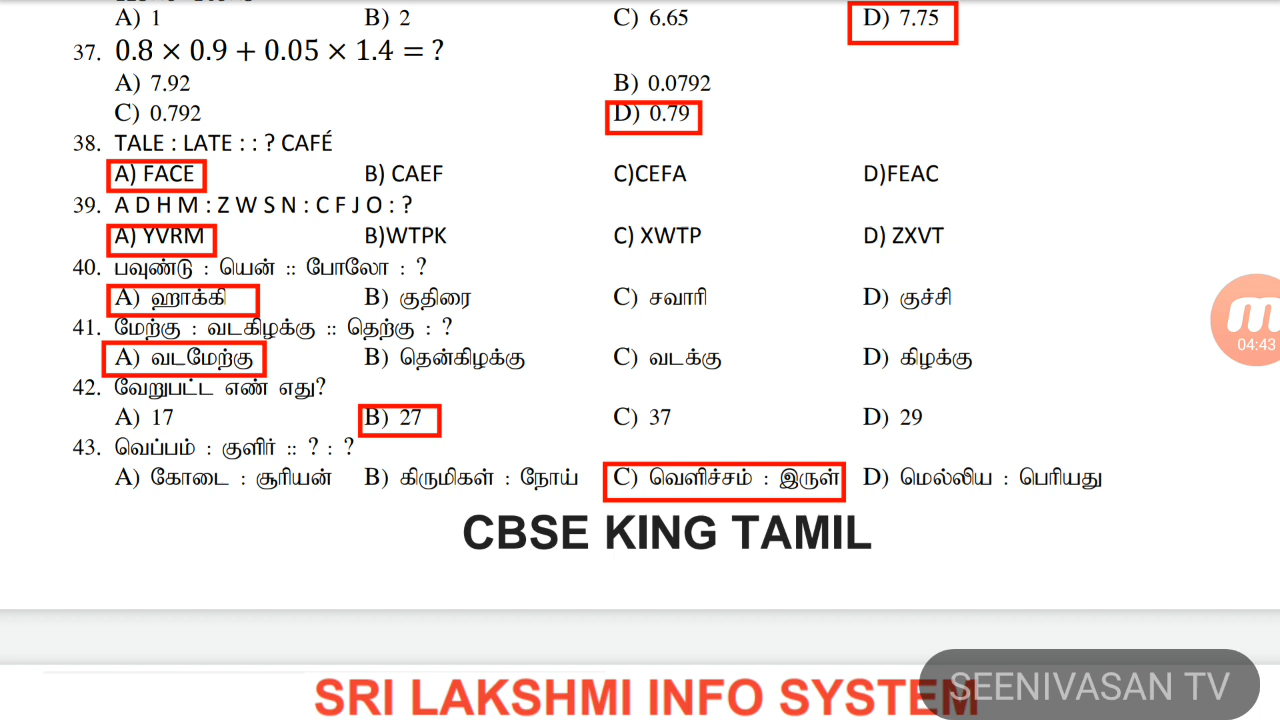 A) 1 B) 2 C) 6.65 D) 7.75
37. 0.8 × 0.9 + 0.05 × 1.4 = ?
A) 7.92 B) 0.0792
C) 0.792 D) 0.79
38. TALE : LATE : : ? CAFÉ
A) FACE B) CAEF C)CEFA D)FEAC
39. A D H M : Z W S N : C F J O : ?
A) YVRM B)WTPK C) XWTP D) ZXVT
40. பவுண்டு : யென் :: போலோ : ?
A) ஹாக்கி B) குதிரை C) சவாரி D) குச்சி
41. மேற்கு : வடகிழக்கு :: தெற்கு : ?
A) வடமேற்கு B) தென்கிழக்கு C) வடக்கு D) கிழக்கு
42. வேறுபட்ட எண் எது?
A) 17 B) 27 C) 37 D) 29
43. வெப்பம் : குளிர் :: ? : ?
A) கோடை : சூரியன் B) கிருமிகள் : நோய் C) வெளிச்சம் : இருள் D) மெல்லிய : பெரியது
04:43
CBSE KING TAMIL
SRI LAKSHMI INFO SYSTEM
SEENIVASAN TV